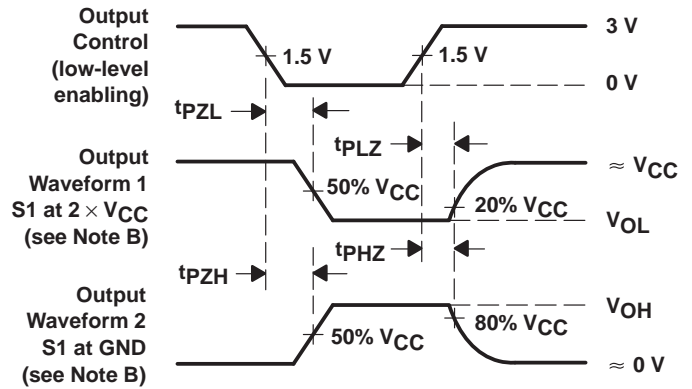 Output
Control
(low-level
enabling)
3 V
1.5 V
1.5 V
0 V
tPZL
tPLZ
Output
Waveform 1
S1 at 2 × VCC
(see Note B)
≈ VCC
50% VCC
20% VCC
VOL
tPZH
tPHZ
Output
Waveform 2
S1 at GND
(see Note B)
VOH
50% VCC
80% VCC
≈ 0 V